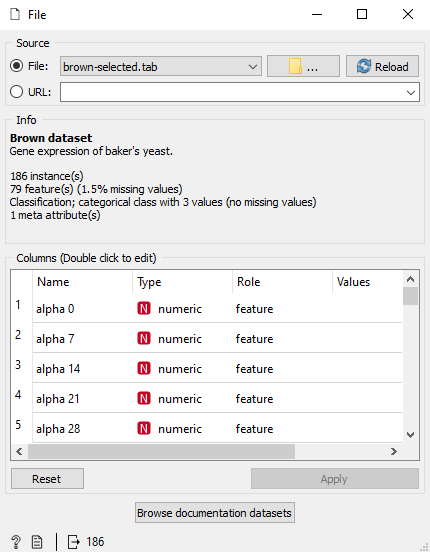 File
Source
File: brown-selected.tab ... Reload
URL:
Info
Brown dataset
Gene expression of baker's yeast.
186 instance(s)
79 feature(s) (1.5% missing values)
Classification; categorical class with 3 values (no missing values)
1 meta attribute(s)
Columns (Double click to edit)
Name Type Role Values
1 alpha 0 N numeric feature
2 alpha 7 N numeric feature
3 alpha 14 N numeric feature
4 alpha 21 N numeric feature
5 alpha 28 N numeric feature
Reset Apply
Browse documentation datasets
? 186